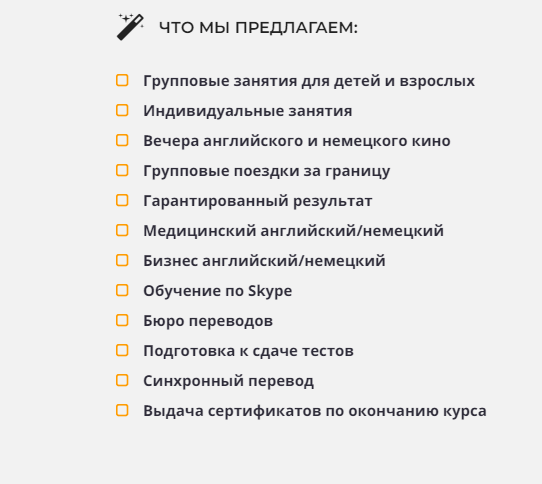 ЧТО МЫ ПРЕДЛАГАЕМ:
Групповые занятия для детей и взрослых
Индивидуальные занятия
Вечера английского и немецкого кино
Групповые поездки за границу
Гарантированный результат
Медицинский английский/немецкий
Бизнес английский/немецкий
Обучение по Skype
Бюро переводов
Подготовка к сдаче тестов
Синхронный перевод
Выдача сертификатов по окончанию курса